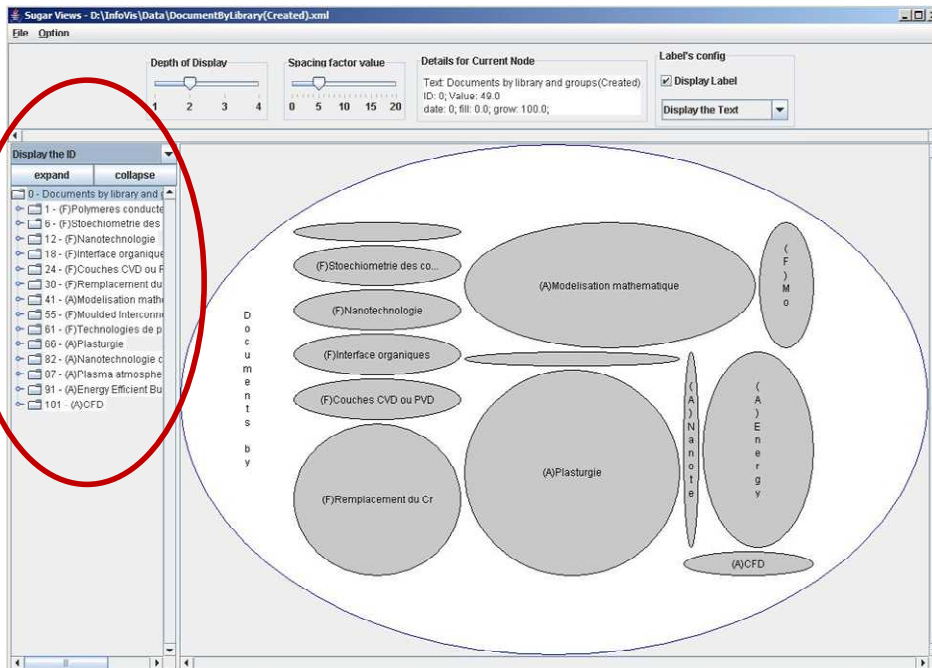 Sugar Views - D:\InfoVis\Data\DocumentByLibrary(Created).xml
File Option
Depth of Display
1 2 3 4
Spacing factor value
0 5 10 15 20
Details for Current Node
Text: Documents by library and groups(Created)
ID: 0; Value: 49.0
date: 0; fill: 0.0; grow: 100.0;
Label's config
Display Label
Display the Text
Display the ID
expand collapse
0 - Documents by library and
1 - (F)Polymeres conducte
6 - (F)Stoechiometrie des
12 - (F)Nanotechnologie
18 - (F)Interface organique
24 - (F)Couches CVD ou F
30 - (F)Remplacement du
41 - (A)Modelisation math
55 - (F)Moulded Interconn
61 - (F)Technologies de p
66 - (A)Plasturgie
82 - (A)Nanotechnologie
87 - (A)Plasma atmosphe
91 - (A)Energy Efficient Bu
101 - (A)CFD
Documents by
(F)Stoechiometrie des co...
(F)Nanotechnologie
(F)Interface organiques
(F)Couches CVD ou PVD
(F)Remplacement du Cr
(A)Modelisation mathematique
(F)Mo
(A)Plasturgie
(A)Nanote
(A)Energy
(A)CFD